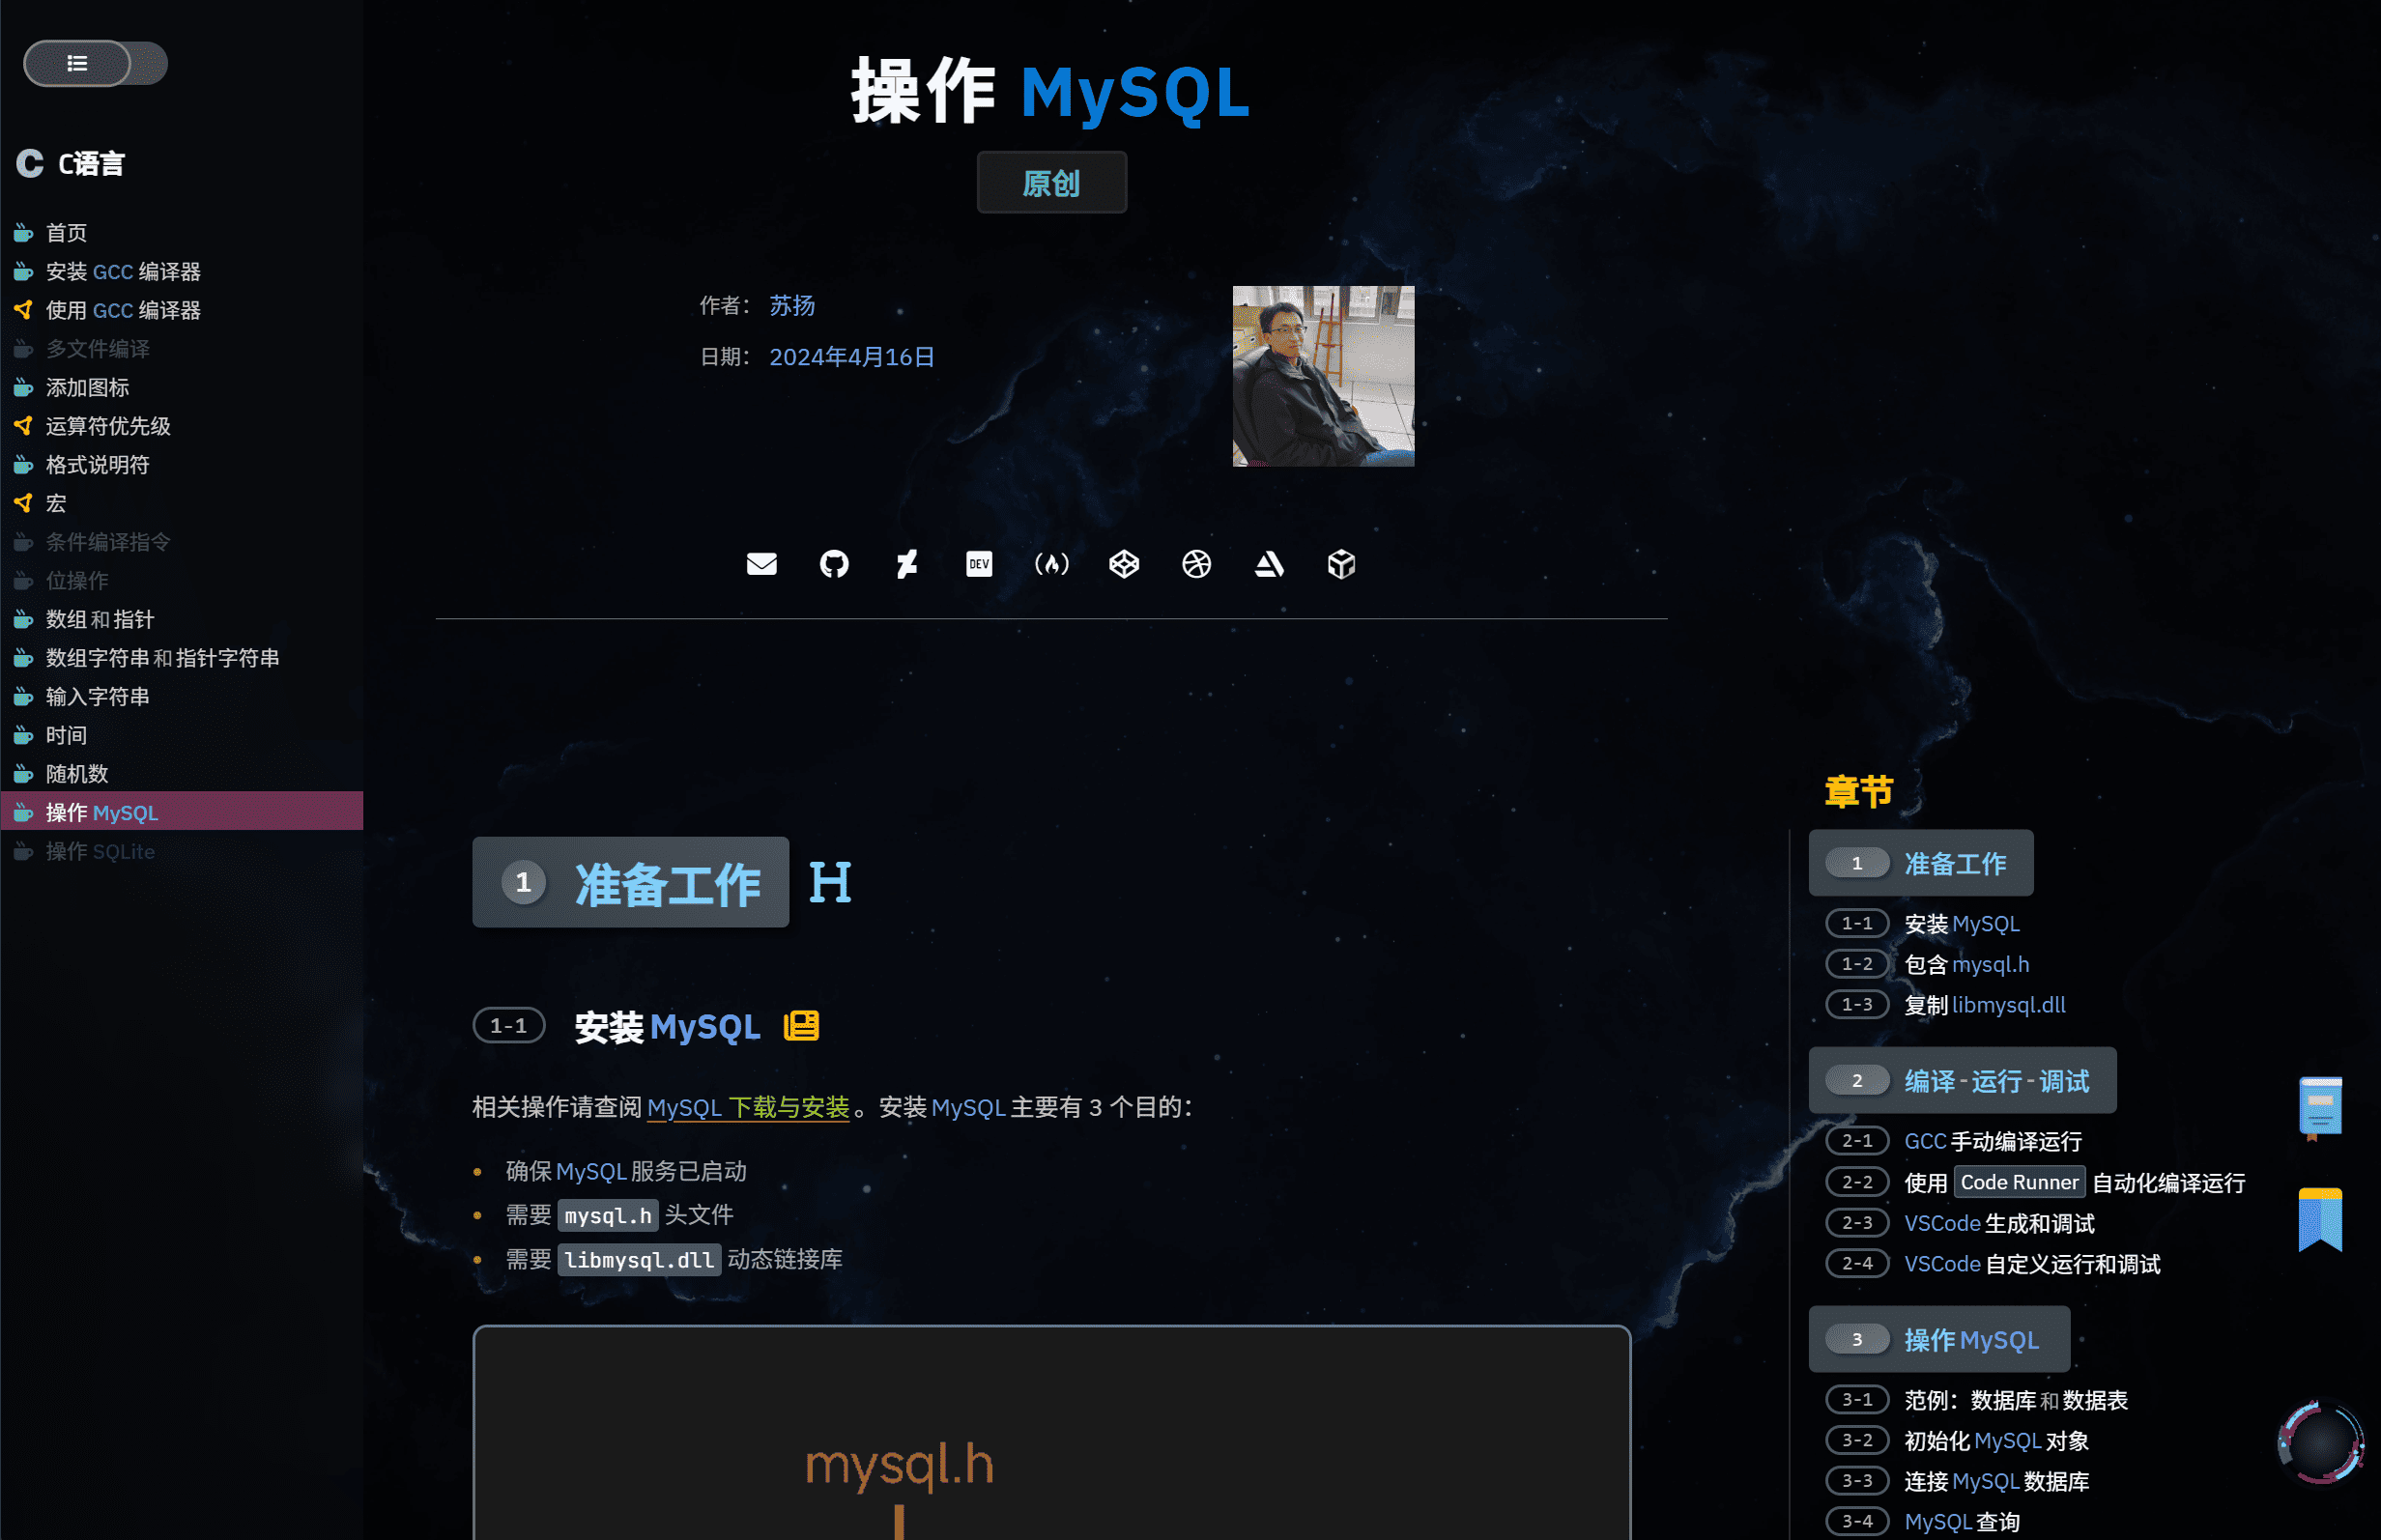 C语言
首页
安装 GCC 编译器
使用 GCC 编译器
多文件编译
添加图标
运算符优先级
格式说明符
宏
条件编译指令
位操作
数组和指针
数组字符串和指针字符串
输入字符串
时间
随机数
操作 MySQL
操作 SQLite
操作 MySQL
原创
作者： 苏扬
日期： 2024年4月16日
DEV
1 准备工作 H
1-1 安装 MySQL
相关操作请查阅 MySQL 下载与安装。安装 MySQL 主要有 3 个目的：
确保 MySQL 服务已启动
需要 mysql.h 头文件
需要 libmysql.dll 动态链接库
mysql.h
章节
1 准备工作
1-1 安装 MySQL
1-2 包含 mysql.h
1-3 复制 libmysql.dll
2 编译-运行-调试
2-1 GCC 手动编译运行
2-2 使用 Code Runner 自动化编译运行
2-3 VSCode 生成和调试
2-4 VSCode 自定义运行和调试
3 操作 MySQL
3-1 范例：数据库和数据表
3-2 初始化 MySQL 对象
3-3 连接 MySQL 数据库
3-4 MySQL 查询